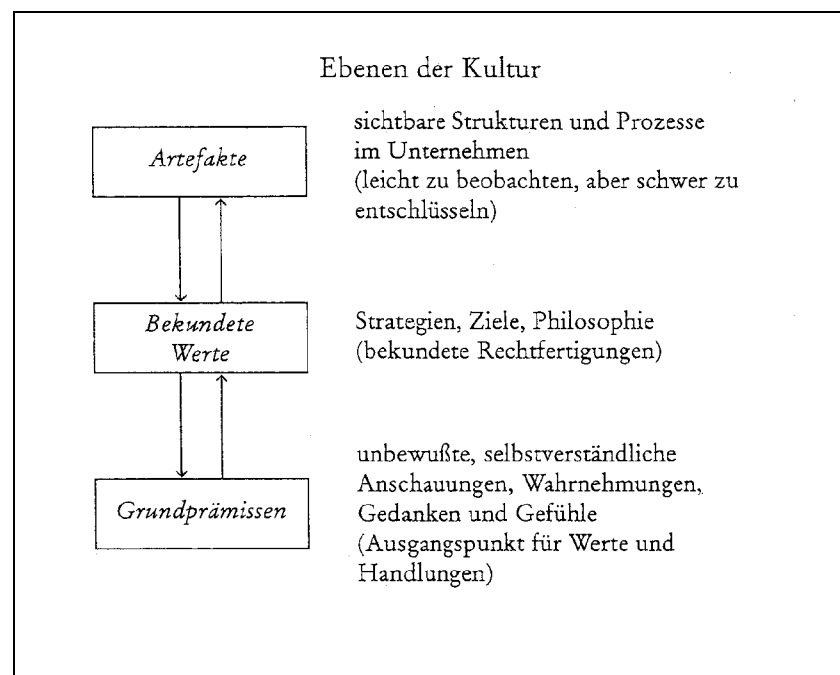 Ebenen der Kultur
Artefakte
sichtbare Strukturen und Prozesse
im Unternehmen
(leicht zu beobachten, aber schwer zu
entschlüsseln)
Bekundete
Werte
Strategien, Ziele, Philosophie
(bekundete Rechtfertigungen)
Grundprämissen
unbewußte, selbstverständliche
Anschauungen, Wahrnehmungen,
Gedanken und Gefühle
(Ausgangspunkt für Werte und
Handlungen)